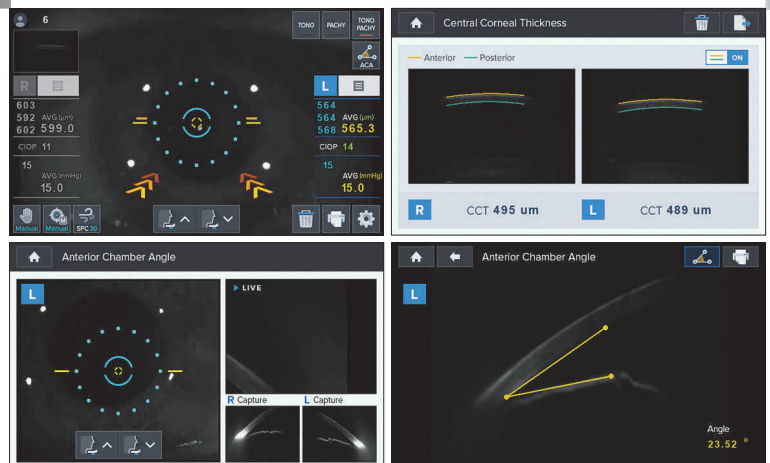 6
TONO
PACHY
TONO
PACHY
ACA
R
L
603
592 AVG (μm)
602 599.0
564
564 AVG (μm)
568 565.3
CIOP 11
CIOP 14
15
AVG (mmHg)
15.0
15
AVG (mmHg)
15.0
Manual
Manual
SPC 30
Central Corneal Thickness
Anterior
Posterior
ON
R
CCT 495 um
L
CCT 489 um
Anterior Chamber Angle
L
LIVE
R Capture
L Capture
Anterior Chamber Angle
L
Angle
23.52 °